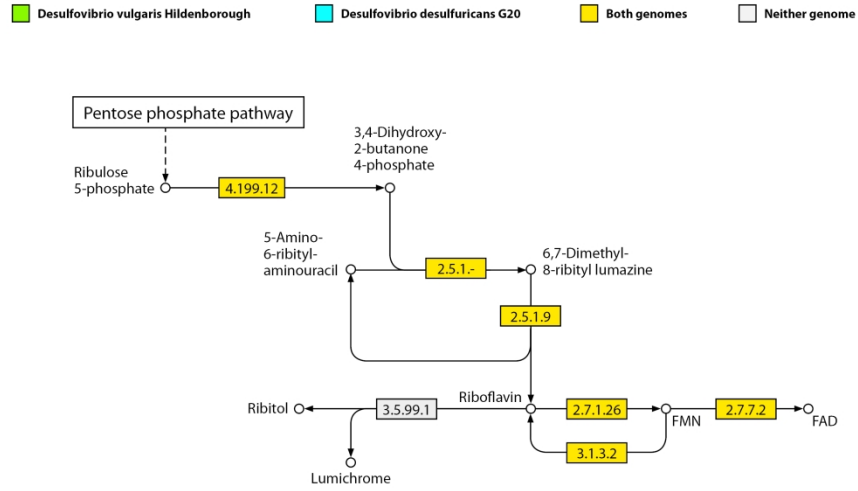 Desulfovibrio vulgaris Hildenborough
Desulfovibrio desulfuricans G20
Both genomes
Neither genome
Pentose phosphate pathway
3,4-Dihydroxy-
2-butanone
4-phosphate
Ribulose
5-phosphate
4.199.12
5-Amino-
6-ribityl-
aminouracil
2.5.1.-
6,7-Dimethyl-
8-ribityl lumazine
2.5.1.9
Riboflavin
Ribitol
3.5.99.1
2.7.1.26
FMN
2.7.7.2
FAD
3.1.3.2
Lumichrome